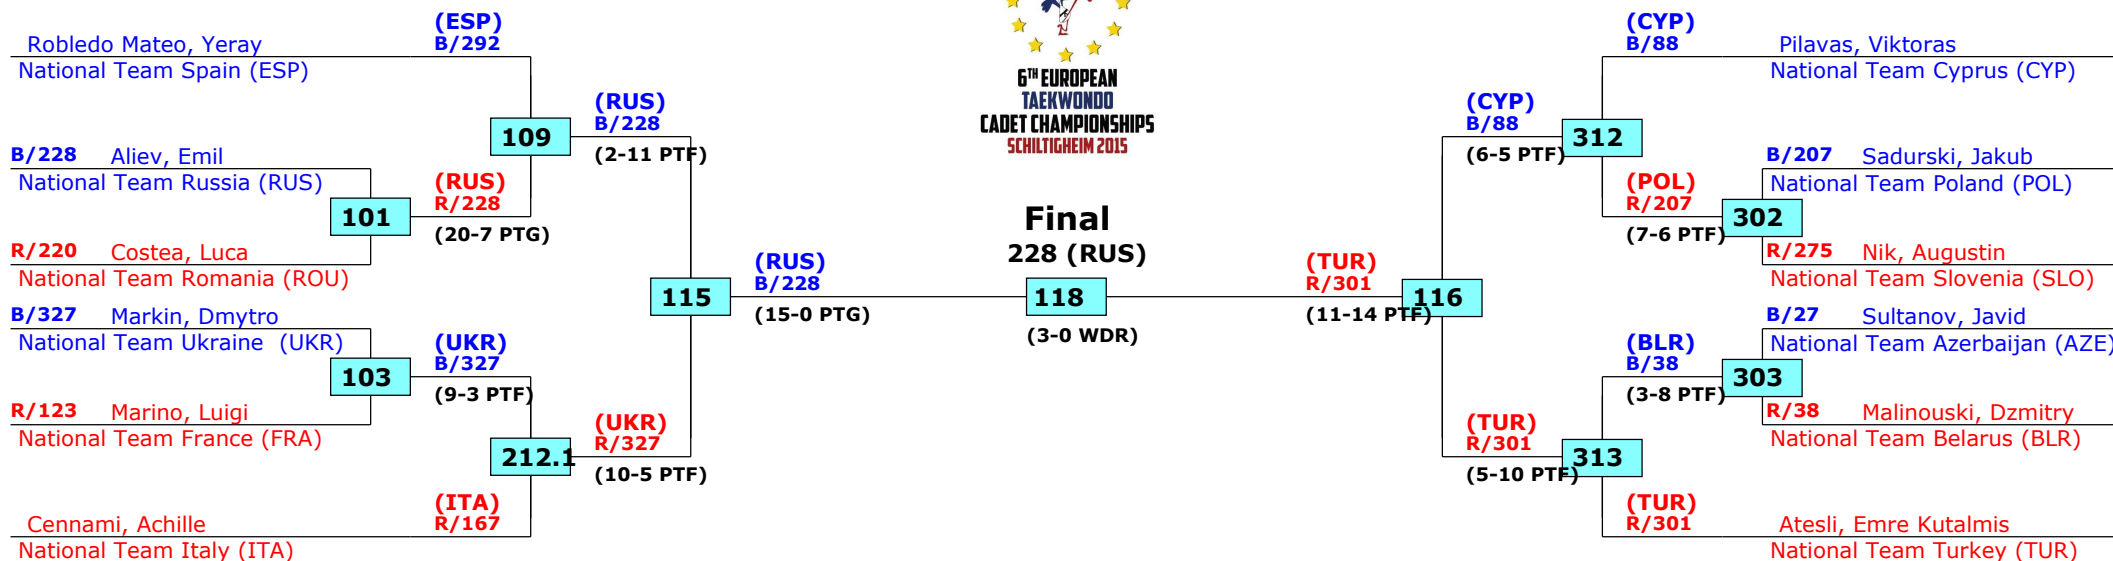 (ESP)
B/292
Robledo Mateo, Yeray
National Team Spain (ESP)
(RUS)
B/228
109
(2-11 PTF)
B/228 Aliev, Emil
National Team Russia (RUS)
(RUS)
R/228
101
(20-7 PTG)
R/220 Costea, Luca
National Team Romania (ROU)
(RUS)
B/228
115
(15-0 PTG)
B/327 Markin, Dmytro
National Team Ukraine (UKR)
(UKR)
B/327
103
(9-3 PTF)
R/123 Marino, Luigi
National Team France (FRA)
(UKR)
R/327
212.1
(10-5 PTF)
(ITA)
R/167
Cennami, Achille
National Team Italy (ITA)
6TH EUROPEAN
TAEKWONDO
CADET CHAMPIONSHIPS
SCHILTIGHEIM 2015
Final
228 (RUS)
118
(3-0 WDR)
(CYP)
B/88
Pilavas, Viktoras
National Team Cyprus (CYP)
(CYP)
B/88
312
(6-5 PTF)
B/207 Sadurski, Jakub
National Team Poland (POL)
(POL)
R/207
302
(7-6 PTF)
R/275 Nik, Augustin
National Team Slovenia (SLO)
(TUR)
R/301
116
(11-14 PTF)
B/27 Sultanov, Javid
National Team Azerbaijan (AZE)
(BLR)
B/38
303
(3-8 PTF)
R/38 Malinouski, Dzmitry
National Team Belarus (BLR)
(TUR)
R/301
313
(5-10 PTF)
(TUR)
R/301
Atesli, Emre Kutalmis
National Team Turkey (TUR)